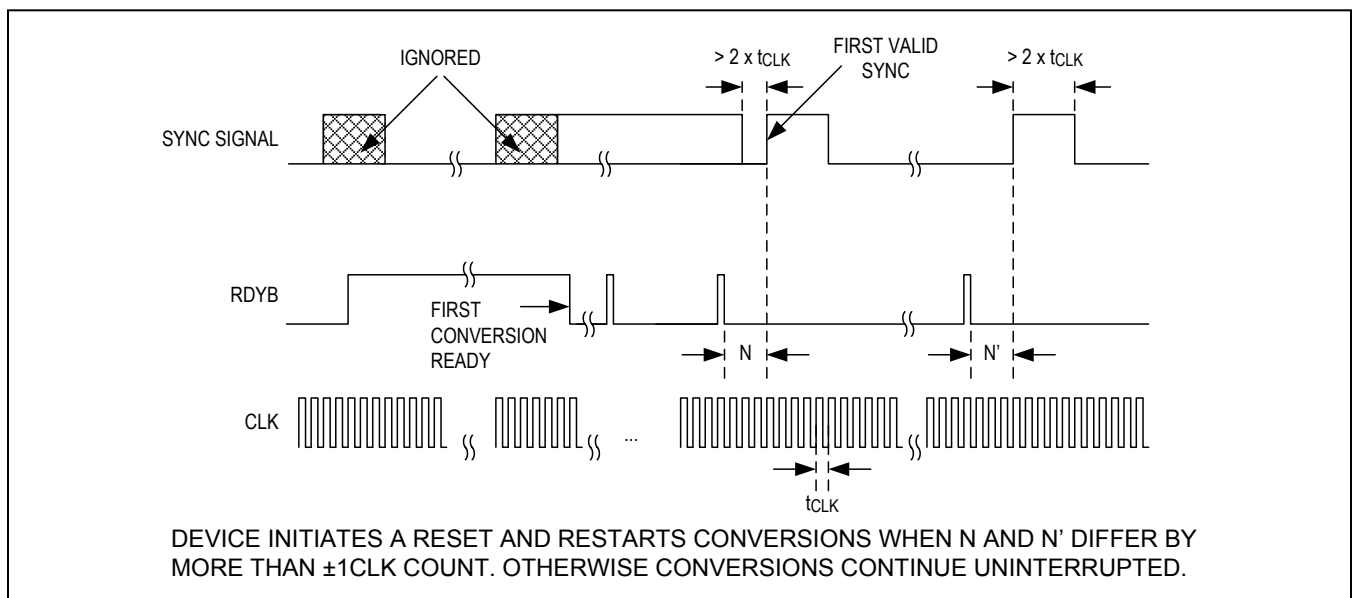 IGNORED
> 2 x tCLK
FIRST VALID
SYNC
> 2 x tCLK
SYNC SIGNAL
RDYB
FIRST
CONVERSION
READY
N
N'
CLK
...
tCLK
DEVICE INITIATES A RESET AND RESTARTS CONVERSIONS WHEN N AND N’ DIFFER BY
MORE THAN ±1CLK COUNT. OTHERWISE CONVERSIONS CONTINUE UNINTERRUPTED.